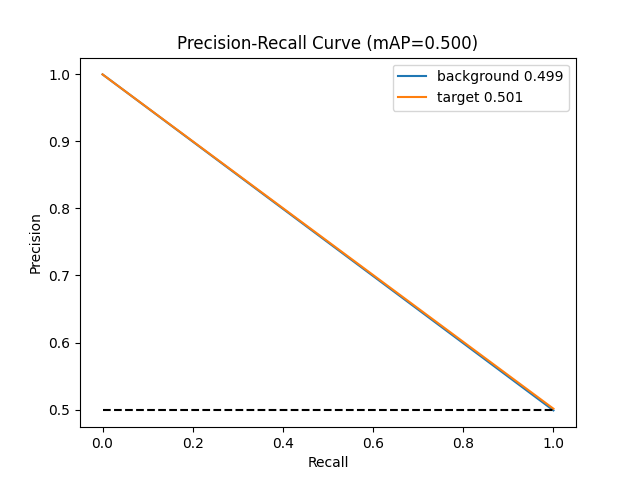 Precision-Recall Curve (mAP=0.500)
background 0.499
target 0.501
Precision
1.0
0.9
0.8
0.7
0.6
0.5
0.0 0.2 0.4 0.6 0.8 1.0
Recall